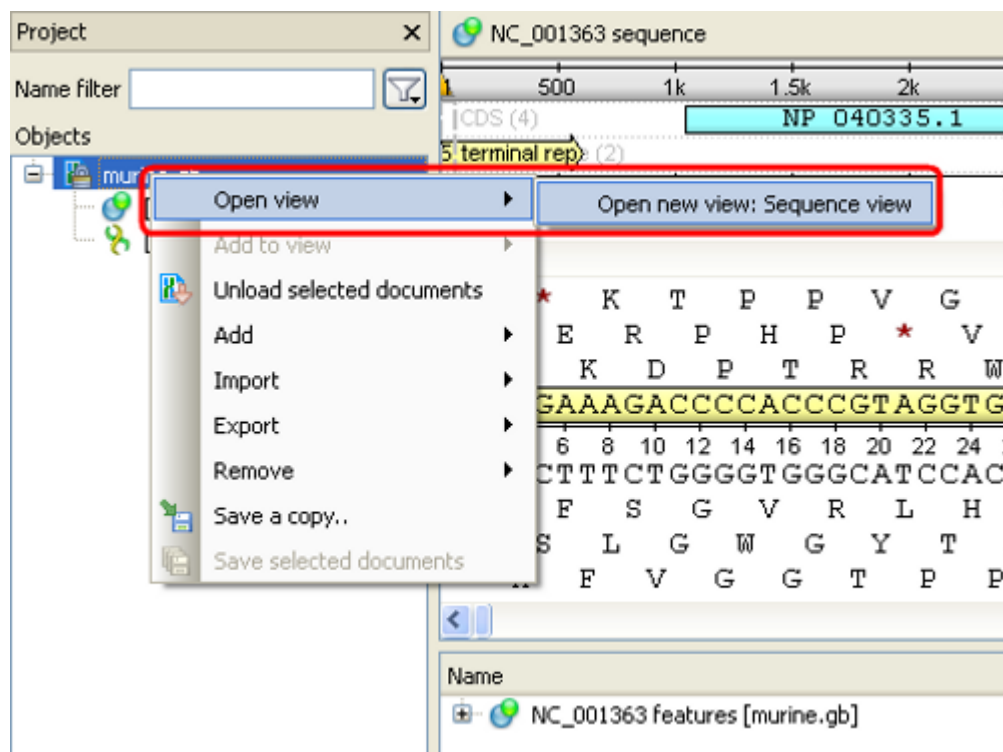 Project
Name filter
Objects
murine.gb
[
[
Open view
Open new view: Sequence view
Add to view
Unload selected documents
Add
Import
Export
Remove
Save a copy..
Save selected documents
NC_001363 sequence
1 500 1k 1.5k 2k
CDS (4)
NP 040335.1
5 terminal rep (2)
* K T P P V G
E R P H P * V
K D P T R R W
GAAAGACCCCACCCGTAGGTG
6 8 10 12 14 16 18 20 22 24
CTTTCTGGGGTGGGCATCCAC
F S G V R L H
S L G W G Y T
F V G G T P P
Name
NC_001363 features [murine.gb]